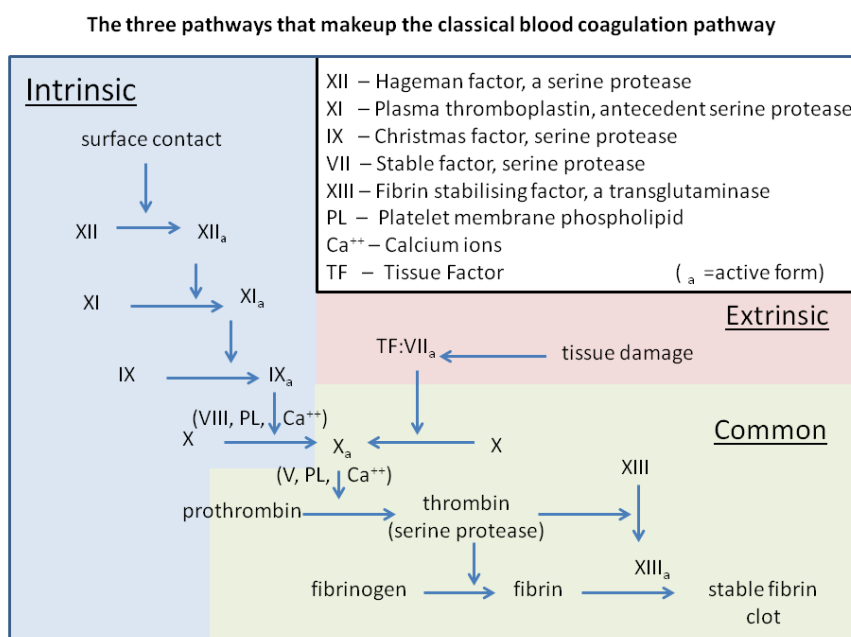 The three pathways that makeup the classical blood coagulation pathway
Intrinsic
XII – Hageman factor, a serine protease
XI – Plasma thromboplastin, antecedent serine protease
IX – Christmas factor, serine protease
VII – Stable factor, serine protease
XIII – Fibrin stabilising factor, a transglutaminase
PL – Platelet membrane phospholipid
Ca⁺⁺ – Calcium ions
TF – Tissue Factor ( ₐ =active form)
surface contact
XII XIIₐ
XI XIₐ
IX IXₐ
(VIII, PL, Ca⁺⁺)
X Xₐ X
Extrinsic
TF:VIIₐ tissue damage
Common
(V, PL, Ca⁺⁺)
XIII
prothrombin thrombin
(serine protease)
XIIIₐ
fibrinogen fibrin stable fibrin
clot